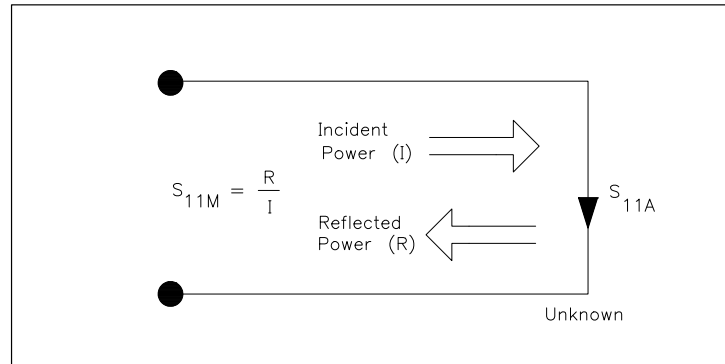 Incident
Power (I)
S11M = R/I
S11A
Reflected
Power (R)
Unknown